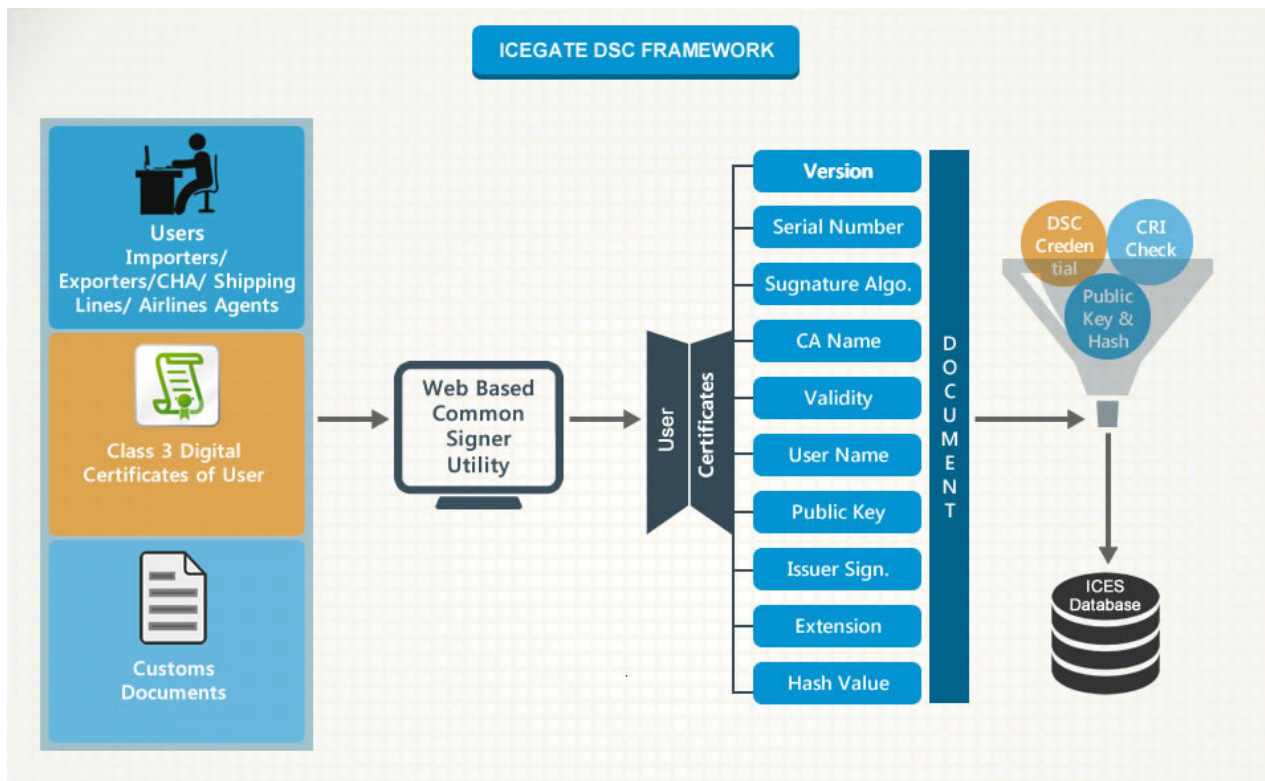 ICEGATE DSC FRAMEWORK
Users
Importers/
Exporters/CHA/ Shipping
Lines/ Airlines Agents
Class 3 Digital
Certificates of User
Customs
Documents
Web Based
Common
Signer
Utility
User
Certificates
Version
Serial Number
Sugnature Algo.
CA Name
Validity
User Name
Public Key
Issuer Sign.
Extension
Hash Value
DOCUMENT
DSC
Creden
tial
CRI
Check
Public
Key &
Hash
ICES
Database